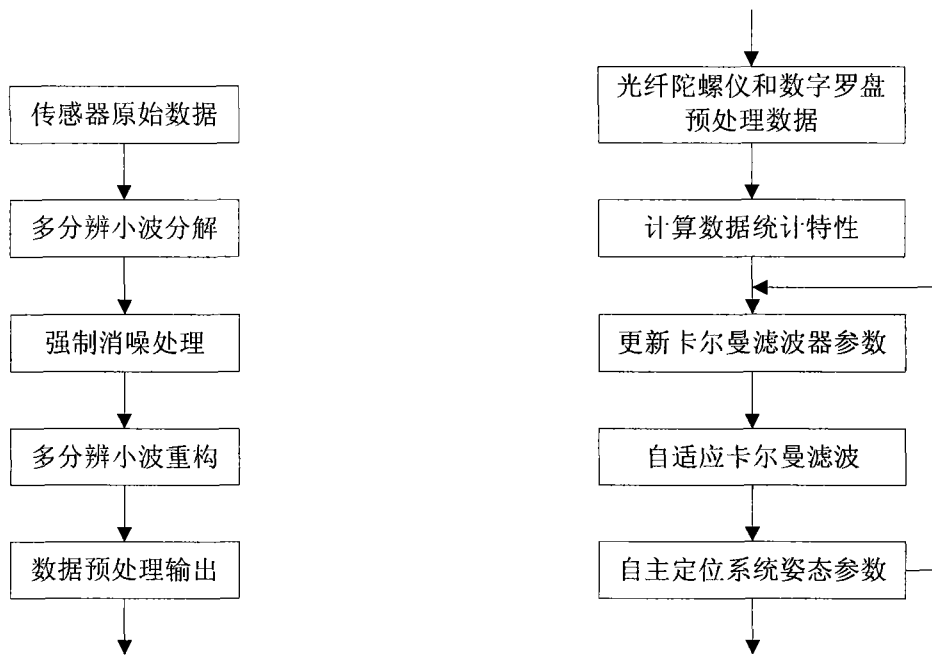 传感器原始数据
多分辨小波分解
强制消噪处理
多分辨小波重构
数据预处理输出
光纤陀螺仪和数字罗盘
预处理数据
计算数据统计特性
更新卡尔曼滤波器参数
自适应卡尔曼滤波
自主定位系统姿态参数